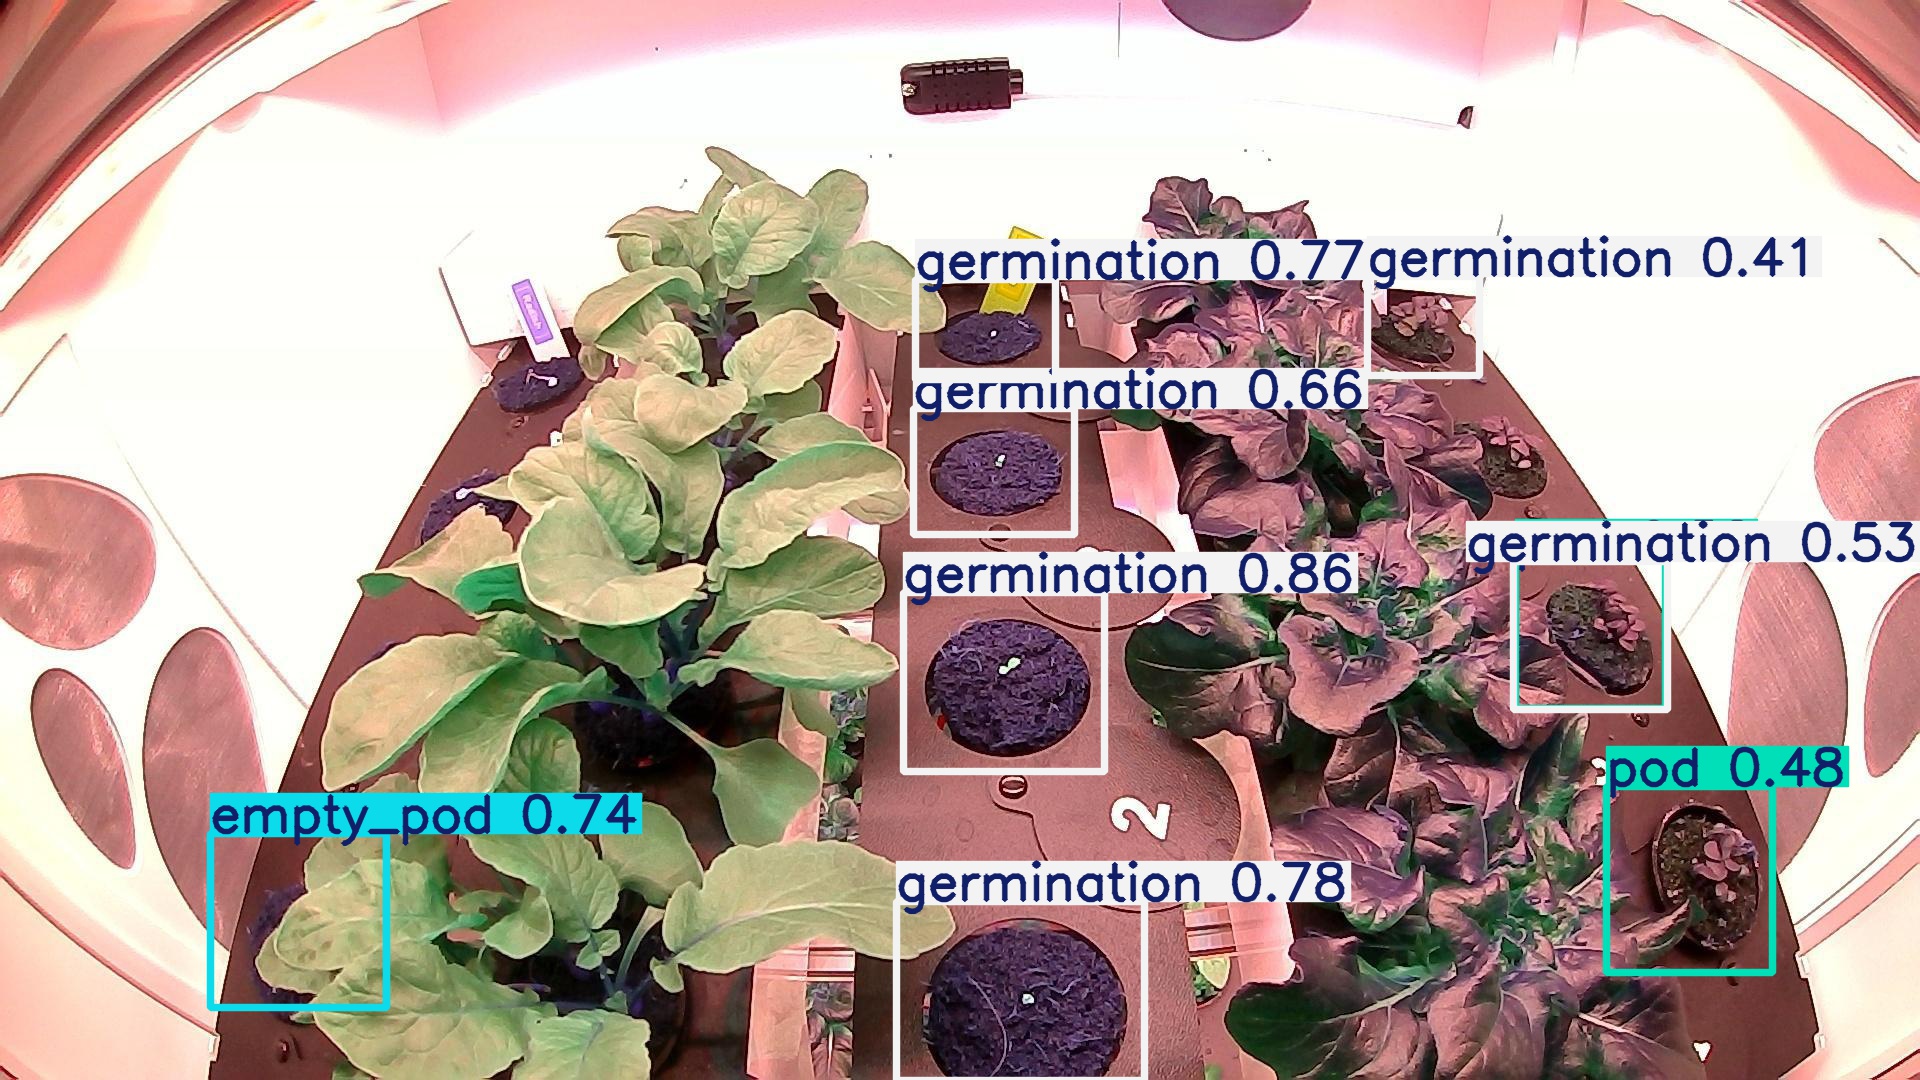 germination 0.77
germination 0.41
germination 0.66
germination 0.53
germination 0.86
pod 0.48
empty_pod 0.74
2
germination 0.78